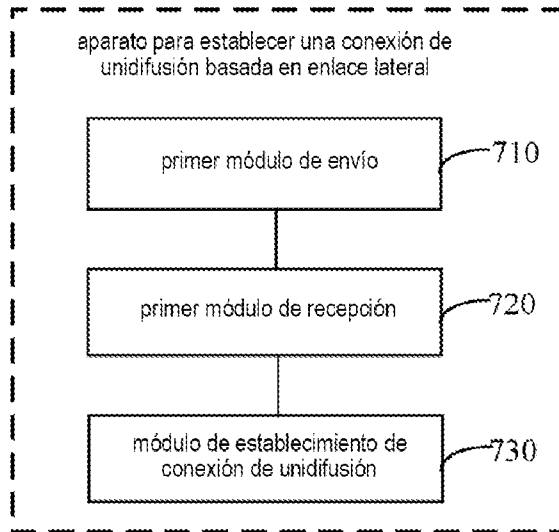 aparato para establecer una conexión de
unidifusión basada en enlace lateral
primer módulo de envío
710
primer módulo de recepción
720
módulo de establecimiento de
conexión de unidifusión
730